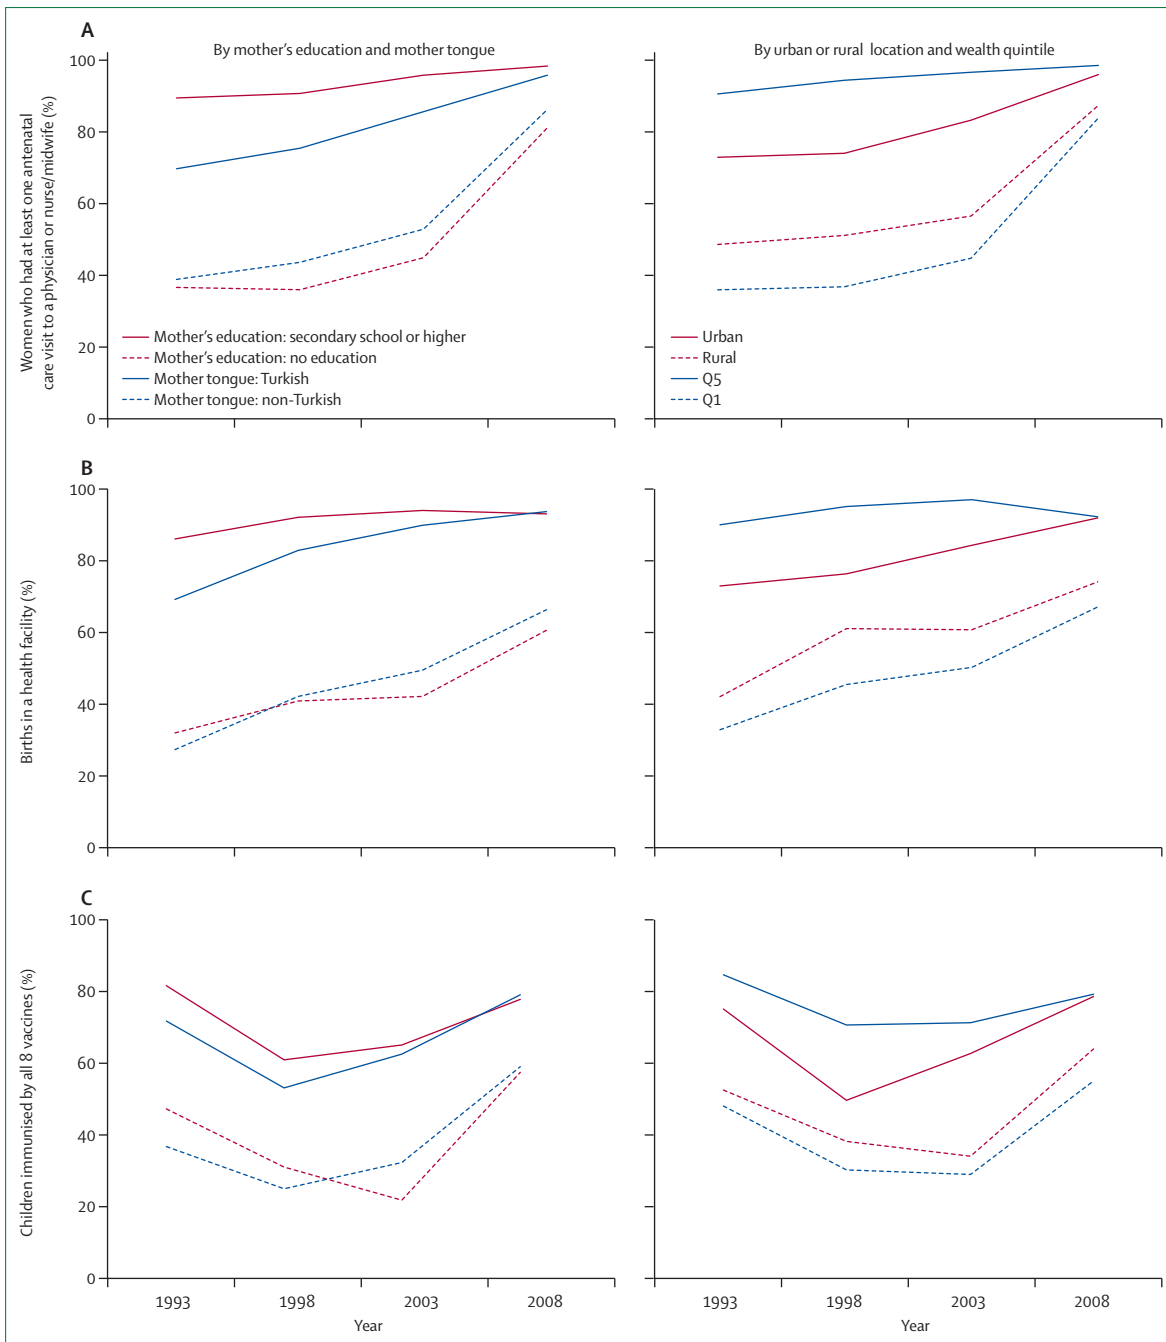 A
By mother's education and mother tongue
By urban or rural location and wealth quintile
Women who had at least one antenatal
care visit to a physician or nurse/midwife (%)
100
80
60
40
20
0
Mother's education: secondary school or higher
Mother's education: no education
Mother tongue: Turkish
Mother tongue: non-Turkish
Urban
Rural
Q5
Q1
B
Births in a health facility (%)
100
80
60
40
20
0
C
Children immunised by all 8 vaccines (%)
100
80
60
40
20
0
1993
1998
2003
2008
Year
1993
1998
2003
2008
Year